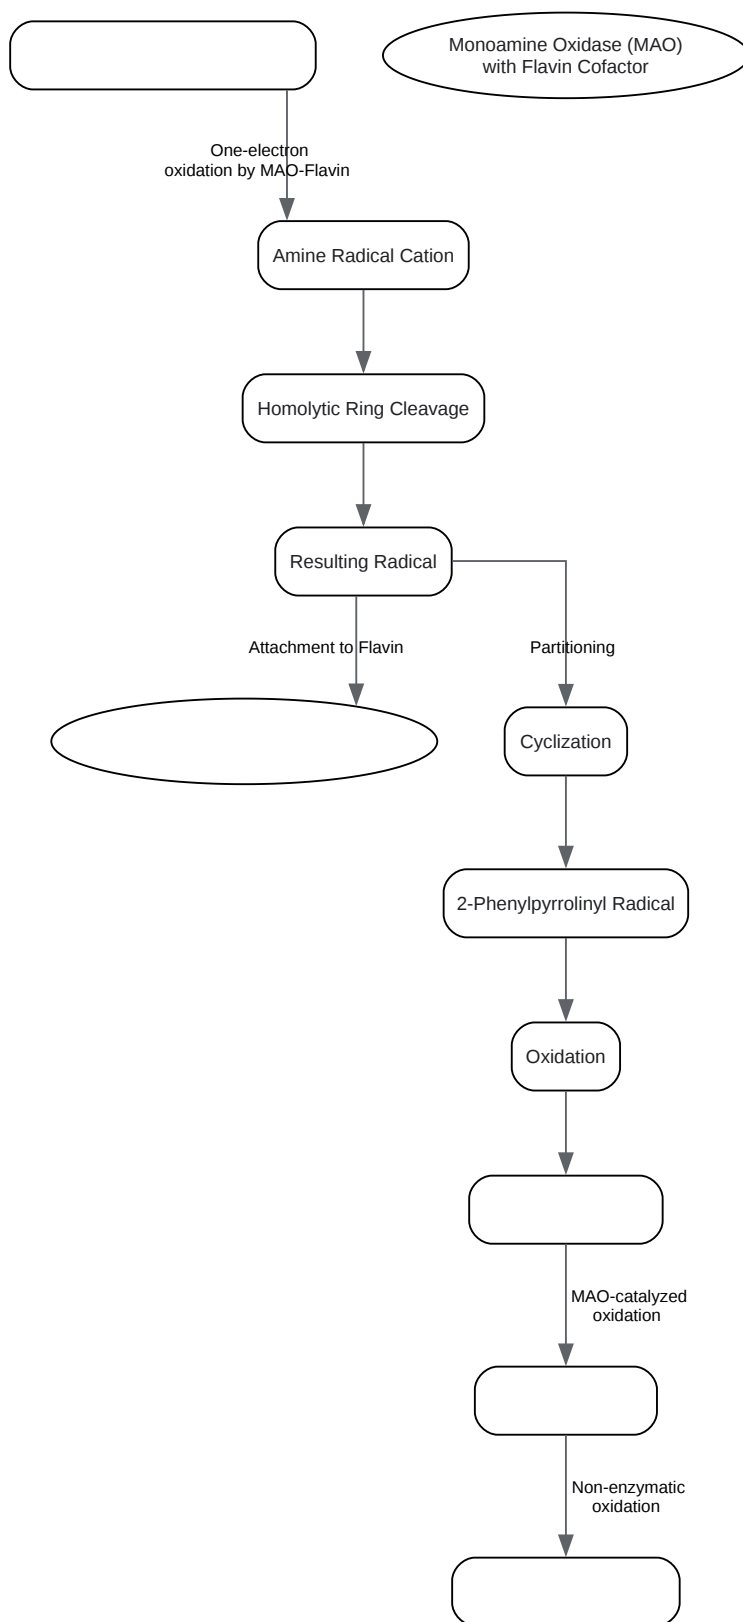 Monoamine Oxidase (MAO)
with Flavin Cofactor
One-electron
oxidation by MAO-Flavin
Amine Radical Cation
Homolytic Ring Cleavage
Resulting Radical
Attachment to Flavin
Partitioning
Cyclization
2-Phenylpyrrolinyl Radical
Oxidation
MAO-catalyzed
oxidation
Non-enzymatic
oxidation